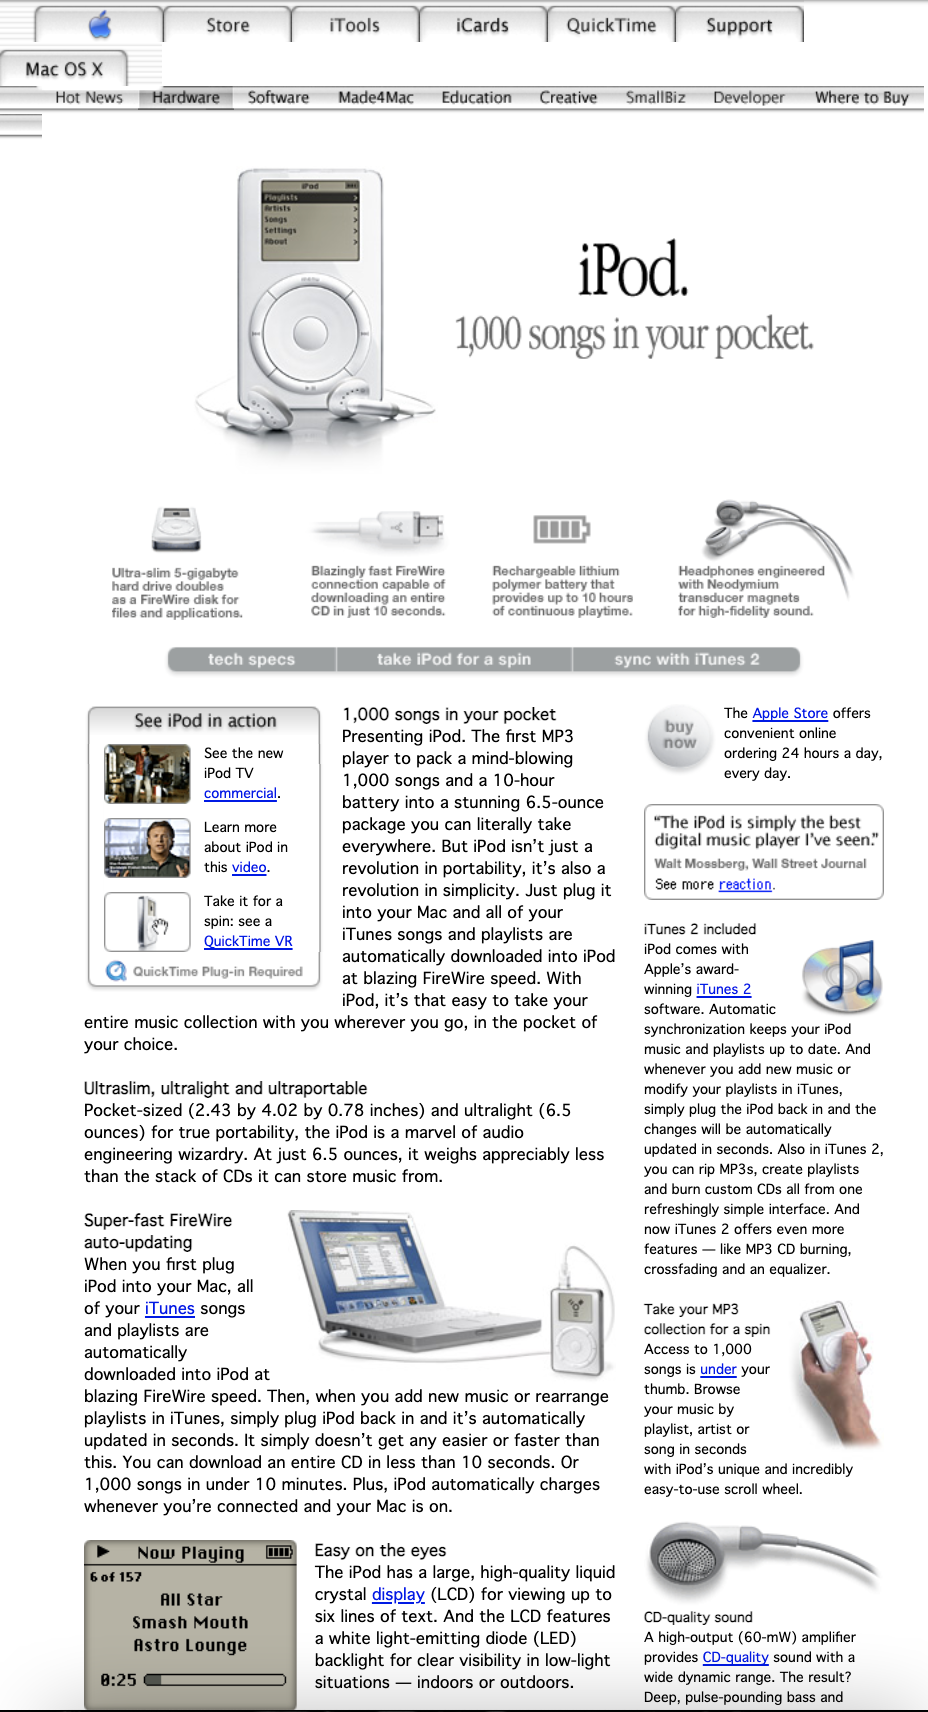 Store
iTools
iCards
QuickTime
Support
Mac OS X
Hot News
Hardware
Software
Made4Mac
Education
Creative
SmallBiz
Developer
Where to Buy
iPod
Playlists >
Artists >
Songs >
Settings >
About >
MENU
iPod.
1,000 songs in your pocket.
Ultra-slim 5-gigabyte
hard drive doubles
as a FireWire disk for
files and applications.
Blazingly fast FireWire
connection capable of
downloading an entire
CD in just 10 seconds.
Rechargeable lithium
polymer battery that
provides up to 10 hours
of continuous playtime.
Headphones engineered
with Neodymium
transducer magnets
for high-fidelity sound.
tech specs
take iPod for a spin
sync with iTunes 2
See iPod in action
See the new
iPod TV
commercial.
Learn more
about iPod in
this video.
Take it for a
spin: see a
QuickTime VR
QuickTime Plug-in Required
1,000 songs in your pocket
Presenting iPod. The first MP3
player to pack a mind-blowing
1,000 songs and a 10-hour
battery into a stunning 6.5-ounce
package you can literally take
everywhere. But iPod isn't just a
revolution in portability, it's also a
revolution in simplicity. Just plug it
into your Mac and all of your
iTunes songs and playlists are
automatically downloaded into iPod
at blazing FireWire speed. With
iPod, it's that easy to take your
entire music collection with you wherever you go, in the pocket of
your choice.
Ultraslim, ultralight and ultraportable
Pocket-sized (2.43 by 4.02 by 0.78 inches) and ultralight (6.5
ounces) for true portability, the iPod is a marvel of audio
engineering wizardry. At just 6.5 ounces, it weighs appreciably less
than the stack of CDs it can store music from.
Super-fast FireWire
auto-updating
When you first plug
iPod into your Mac, all
of your iTunes songs
and playlists are
automatically
downloaded into iPod at
blazing FireWire speed. Then, when you add new music or rearrange
playlists in iTunes, simply plug iPod back in and it's automatically
updated in seconds. It simply doesn't get any easier or faster than
this. You can download an entire CD in less than 10 seconds. Or
1,000 songs in under 10 minutes. Plus, iPod automatically charges
whenever you're connected and your Mac is on.
Now Playing
6 of 157
All Star
Smash Mouth
Astro Lounge
0:25
Easy on the eyes
The iPod has a large, high-quality liquid
crystal display (LCD) for viewing up to
six lines of text. And the LCD features
a white light-emitting diode (LED)
backlight for clear visibility in low-light
situations — indoors or outdoors.
buy
now
The Apple Store offers
convenient online
ordering 24 hours a day,
every day.
“The iPod is simply the best
digital music player I've seen.”
Walt Mossberg, Wall Street Journal
See more reaction.
iTunes 2 included
iPod comes with
Apple's award-
winning iTunes 2
software. Automatic
synchronization keeps your iPod
music and playlists up to date. And
whenever you add new music or
modify your playlists in iTunes,
simply plug the iPod back in and the
changes will be automatically
updated in seconds. Also in iTunes 2,
you can rip MP3s, create playlists
and burn custom CDs all from one
refreshingly simple interface. And
now iTunes 2 offers even more
features — like MP3 CD burning,
crossfading and an equalizer.
Take your MP3
collection for a spin
Access to 1,000
songs is under your
thumb. Browse
your music by
playlist, artist or
song in seconds
with iPod's unique and incredibly
easy-to-use scroll wheel.
CD-quality sound
A high-output (60-mW) amplifier
provides CD-quality sound with a
wide dynamic range. The result?
Deep, pulse-pounding bass and